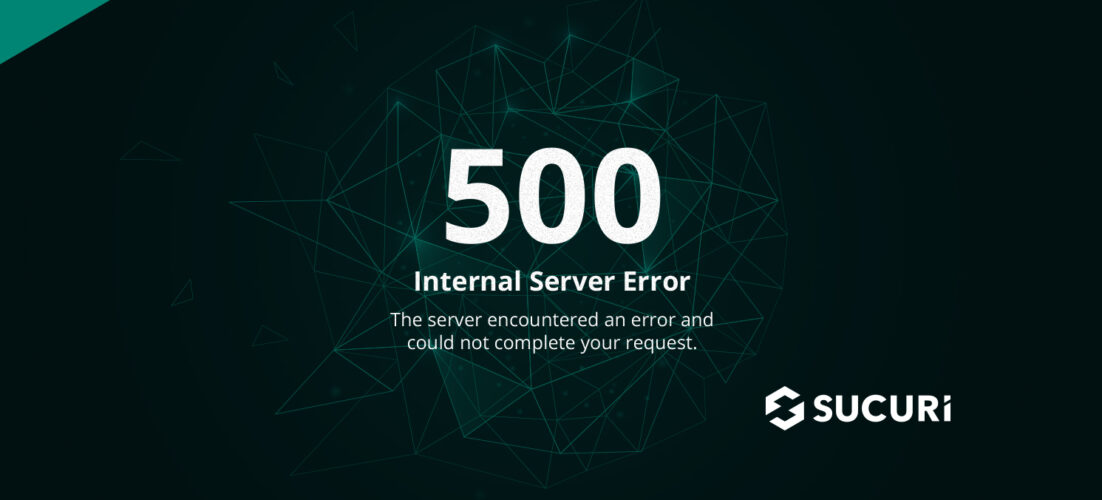 500
Internal Server Error
The server encountered an error and
could not complete your request.
SUCURi